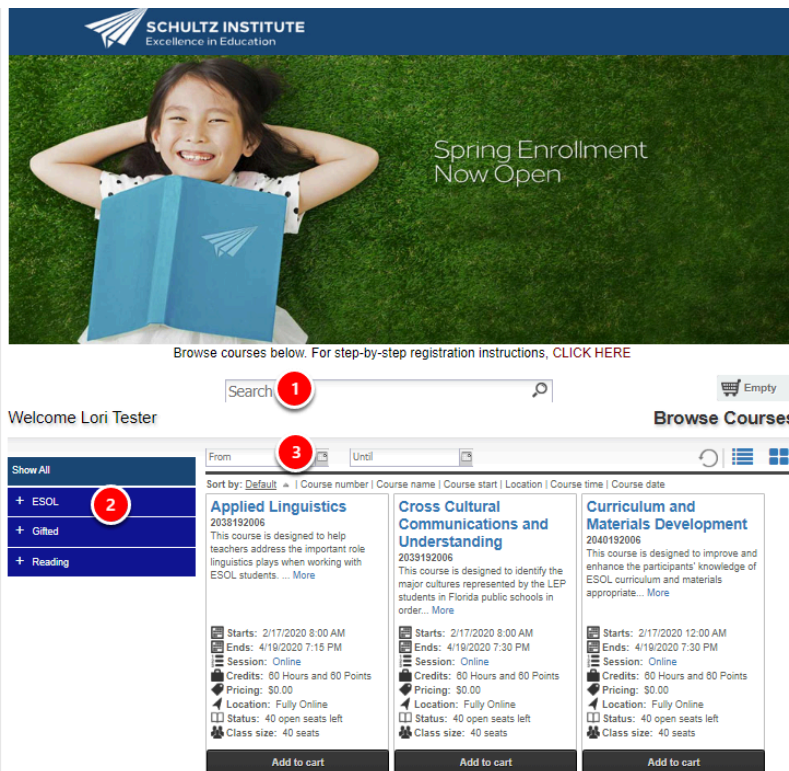 SCHULTZ INSTITUTE
Excellence in Education
Spring Enrollment
Now Open
Browse courses below. For step-by-step registration instructions, CLICK HERE
Search 1
Empty
Welcome Lori Tester
Browse Courses
From 3 Until
Show All
Sort by: Default | Course number | Course name | Course start | Location | Course time | Course date
+ ESOL 2
+ Gifted
+ Reading
Applied Linguistics
2038192006
This course is designed to help
teachers address the important role
linguistics plays when working with
ESOL students. ... More
Starts: 2/17/2020 8:00 AM
Ends: 4/19/2020 7:15 PM
Session: Online
Credits: 60 Hours and 60 Points
Pricing: $0.00
Location: Fully Online
Status: 40 open seats left
Class size: 40 seats
Add to cart
Cross Cultural
Communications and
Understanding
2039192006
This course is designed to identify the
major cultures represented by the LEP
students in Florida public schools in
order... More
Starts: 2/17/2020 8:00 AM
Ends: 4/19/2020 7:30 PM
Session: Online
Credits: 60 Hours and 60 Points
Pricing: $0.00
Location: Fully Online
Status: 40 open seats left
Class size: 40 seats
Add to cart
Curriculum and
Materials Development
2040192006
This course is designed to improve and
enhance the participants' knowledge of
ESOL curriculum and materials
appropriate... More
Starts: 2/17/2020 12:00 AM
Ends: 4/19/2020 7:30 PM
Session: Online
Credits: 60 Hours and 60 Points
Pricing: $0.00
Location: Fully Online
Status: 40 open seats left
Class size: 40 seats
Add to cart